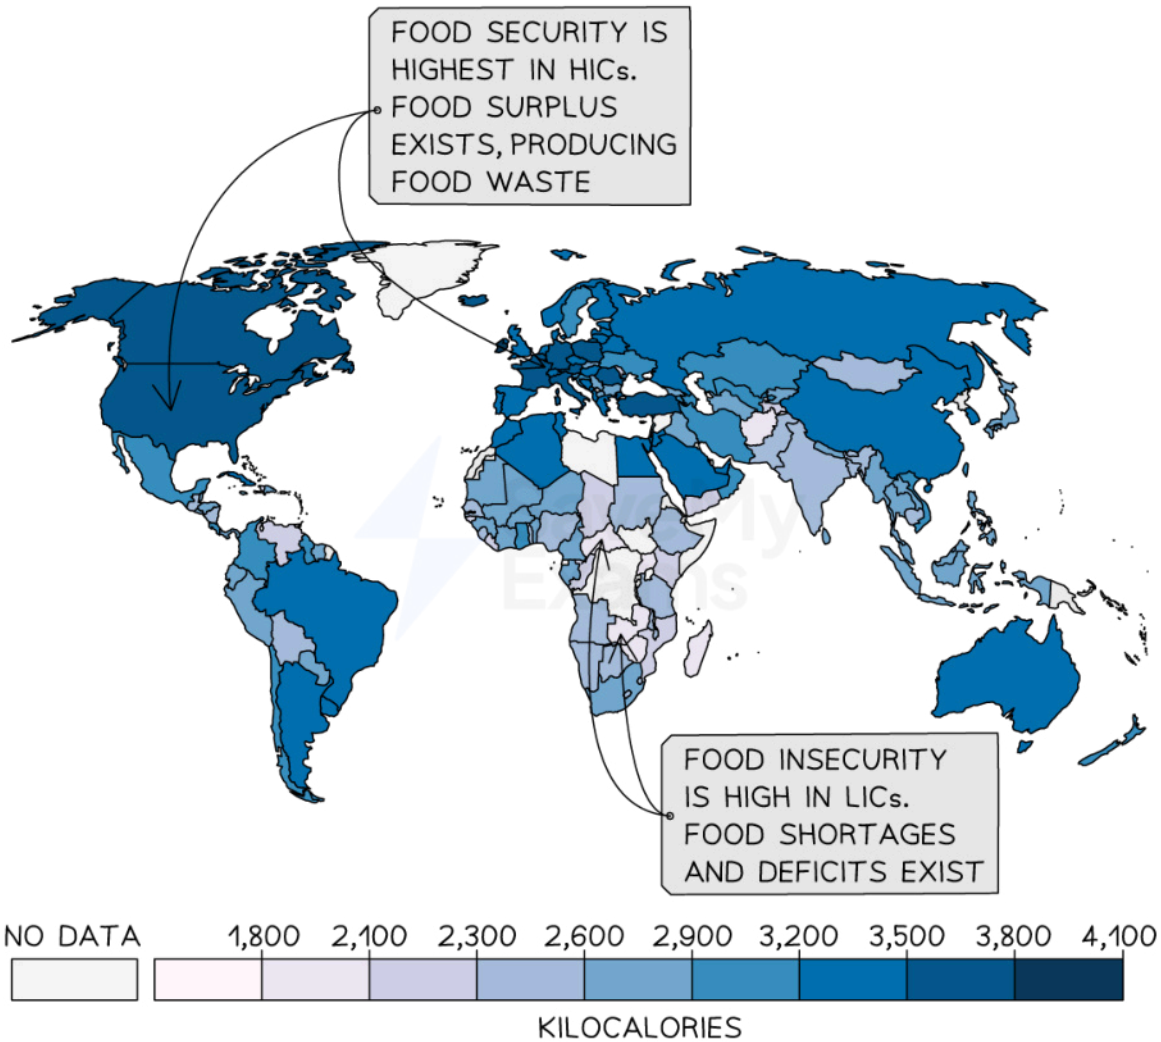 FOOD SECURITY IS
HIGHEST IN HICs.
FOOD SURPLUS
EXISTS, PRODUCING
FOOD WASTE
SaveMy
Exams
FOOD INSECURITY
IS HIGH IN LICs.
FOOD SHORTAGES
AND DEFICITS EXIST
NO DATA 1,800 2,100 2,300 2,600 2,900 3,200 3,500 3,800 4,100
KILOCALORIES